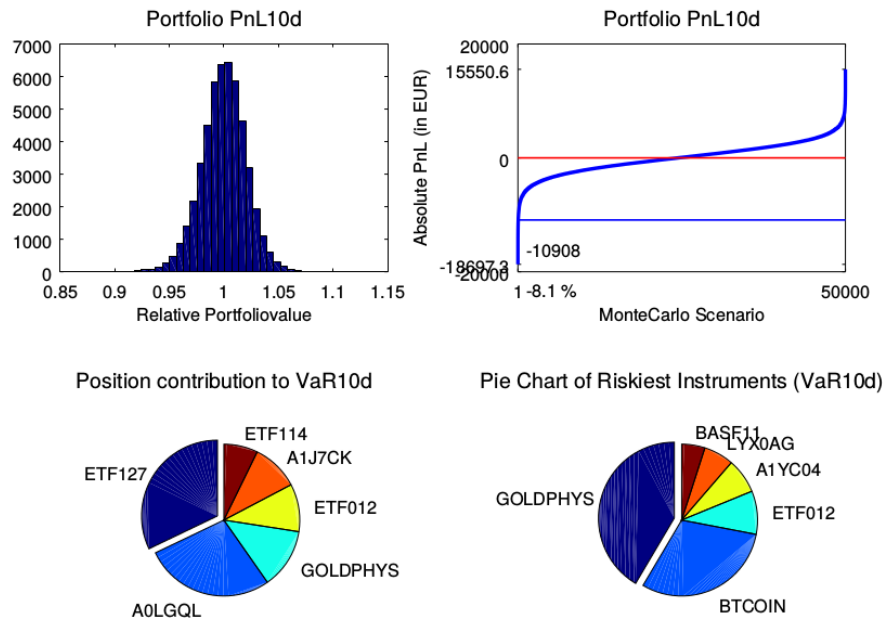 Portfolio PnL10d
7000
6000
5000
4000
3000
2000
1000
0
0.85 0.9 0.95 1 1.05 1.1 1.15
Relative Portfoliovalue
Portfolio PnL10d
Absolute PnL (in EUR)
20000
15550.6
0
-18697.3
-20000
-10908
1 -8.1 % 50000
MonteCarlo Scenario
Position contribution to VaR10d
ETF114
A1J7CK
ETF127
ETF012
GOLDPHYS
A0LGQL
Pie Chart of Riskiest Instruments (VaR10d)
BASF11
LYX0AG
A1YC04
GOLDPHYS
ETF012
BTCOIN